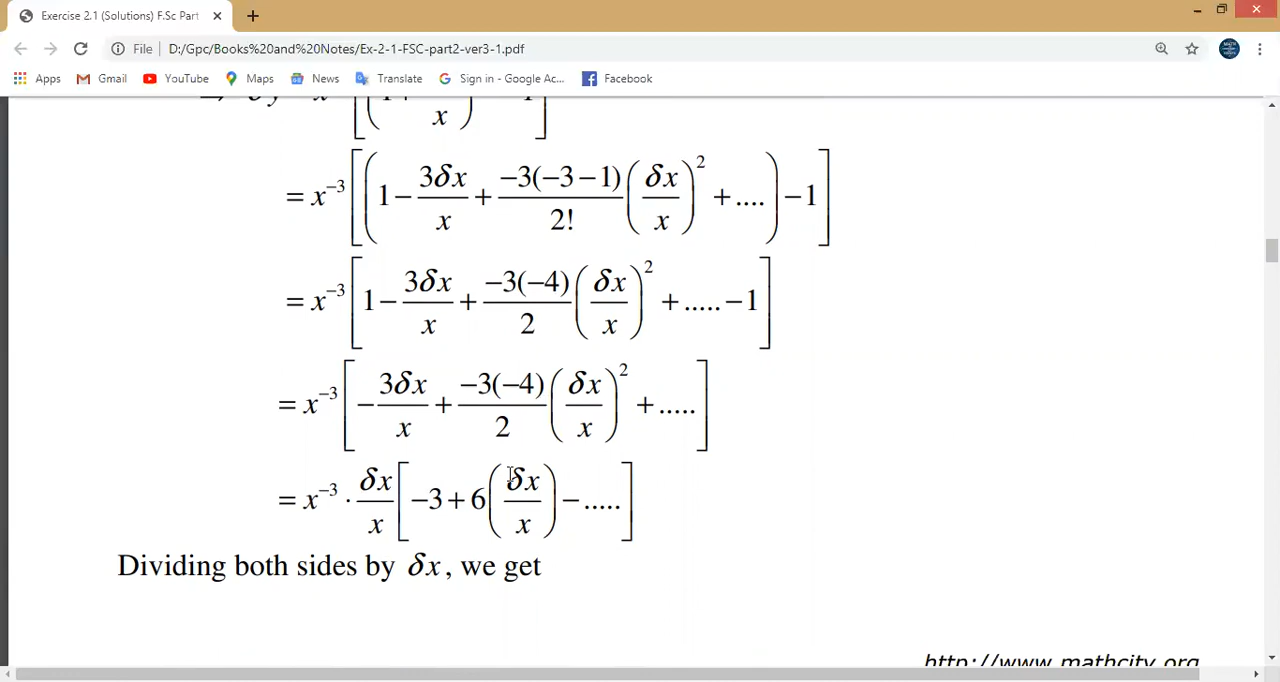 Exercise 2.1 (Solutions) F.Sc Part
File | D:/Gpc/Books%20and%20Notes/Ex-2-1-FSC-part2-ver3-1.pdf
Apps Gmail YouTube Maps News Translate Sign in - Google Ac... Facebook
x
= x⁻³ [ ( 1 − 3δx/x + −3(−3−1)/2! (δx/x)² + .... ) − 1 ]
= x⁻³ [ 1 − 3δx/x + −3(−4)/2 (δx/x)² + ..... − 1 ]
= x⁻³ [ − 3δx/x + −3(−4)/2 (δx/x)² + ..... ]
= x⁻³ · δx/x [ −3 + 6 (δx/x) − ..... ]
Dividing both sides by δx, we get
http://www.mathcity.org